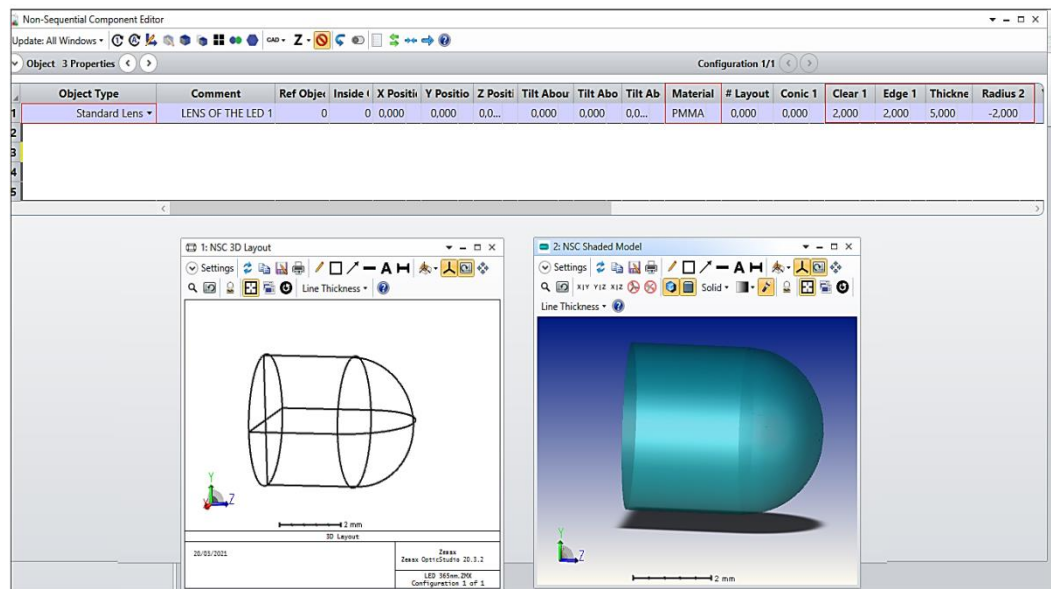 Non-Sequential Component Editor
Update: All Windows
CAD Z
Object 3 Properties Configuration 1/1
Object Type Comment Ref Objec Inside ( X Positic Y Positio Z Positi Tilt Abour Tilt Abo Tilt Ab Material # Layout Conic 1 Clear 1 Edge 1 Thickne Radius 2
1 Standard Lens LENS OF THE LED 1 0 0 0,000 0,000 0,0... 0,000 0,000 0,0... PMMA 0,000 0,000 2,000 2,000 5,000 -2,000
2
3
4
5
1: NSC 3D Layout
Settings A H
Line Thickness
Y
Z
2 mm
3D Layout
28/03/2021
Zemax
Zemax OpticStudio 20.3.2
LED 365nm.ZMX
Configuration 1 of 1
2: NSC Shaded Model
Settings A H
X|Y Y|Z X|Z Solid
Line Thickness
Y
Z
2 mm